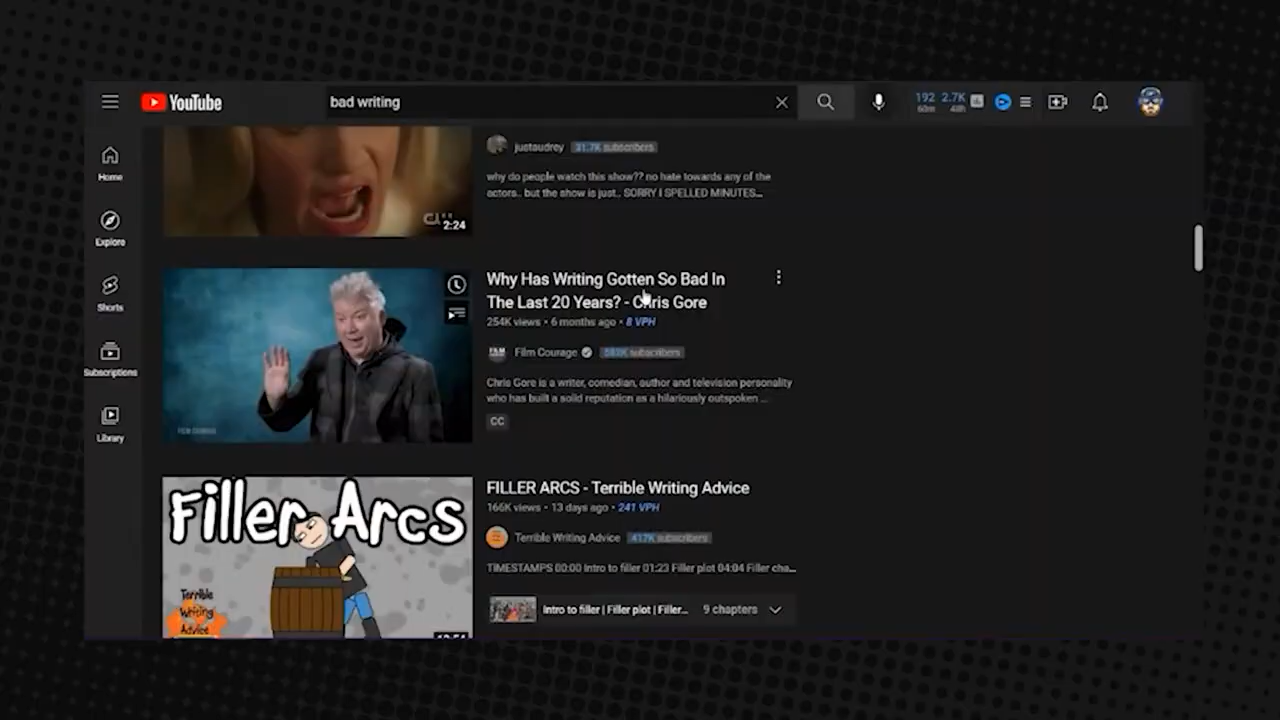 YouTube
bad writing
192 2.7K
60m 48h
Home
Explore
Shorts
Subscriptions
Library
2:24
justaudrey 31.7K subscribers
why do people watch this show?? no hate towards any of the
actors.. but the show is just.. SORRY I SPELLED MINUTES...
Why Has Writing Gotten So Bad In
The Last 20 Years? - Chris Gore
254K views • 6 months ago • 8 VPH
Film Courage subscribers
Chris Gore is a writer, comedian, author and television personality
who has built a solid reputation as a hilariously outspoken ...
CC
Filler Arcs
Terrible
Writing
Advice
FILLER ARCS - Terrible Writing Advice
166K views • 13 days ago • 241 VPH
Terrible Writing Advice 417K subscribers
TIMESTAMPS 00:00 Intro to filler 01:23 Filler plot 04:04 Filler cha...
Intro to filler | Filler plot | Filler... 9 chapters